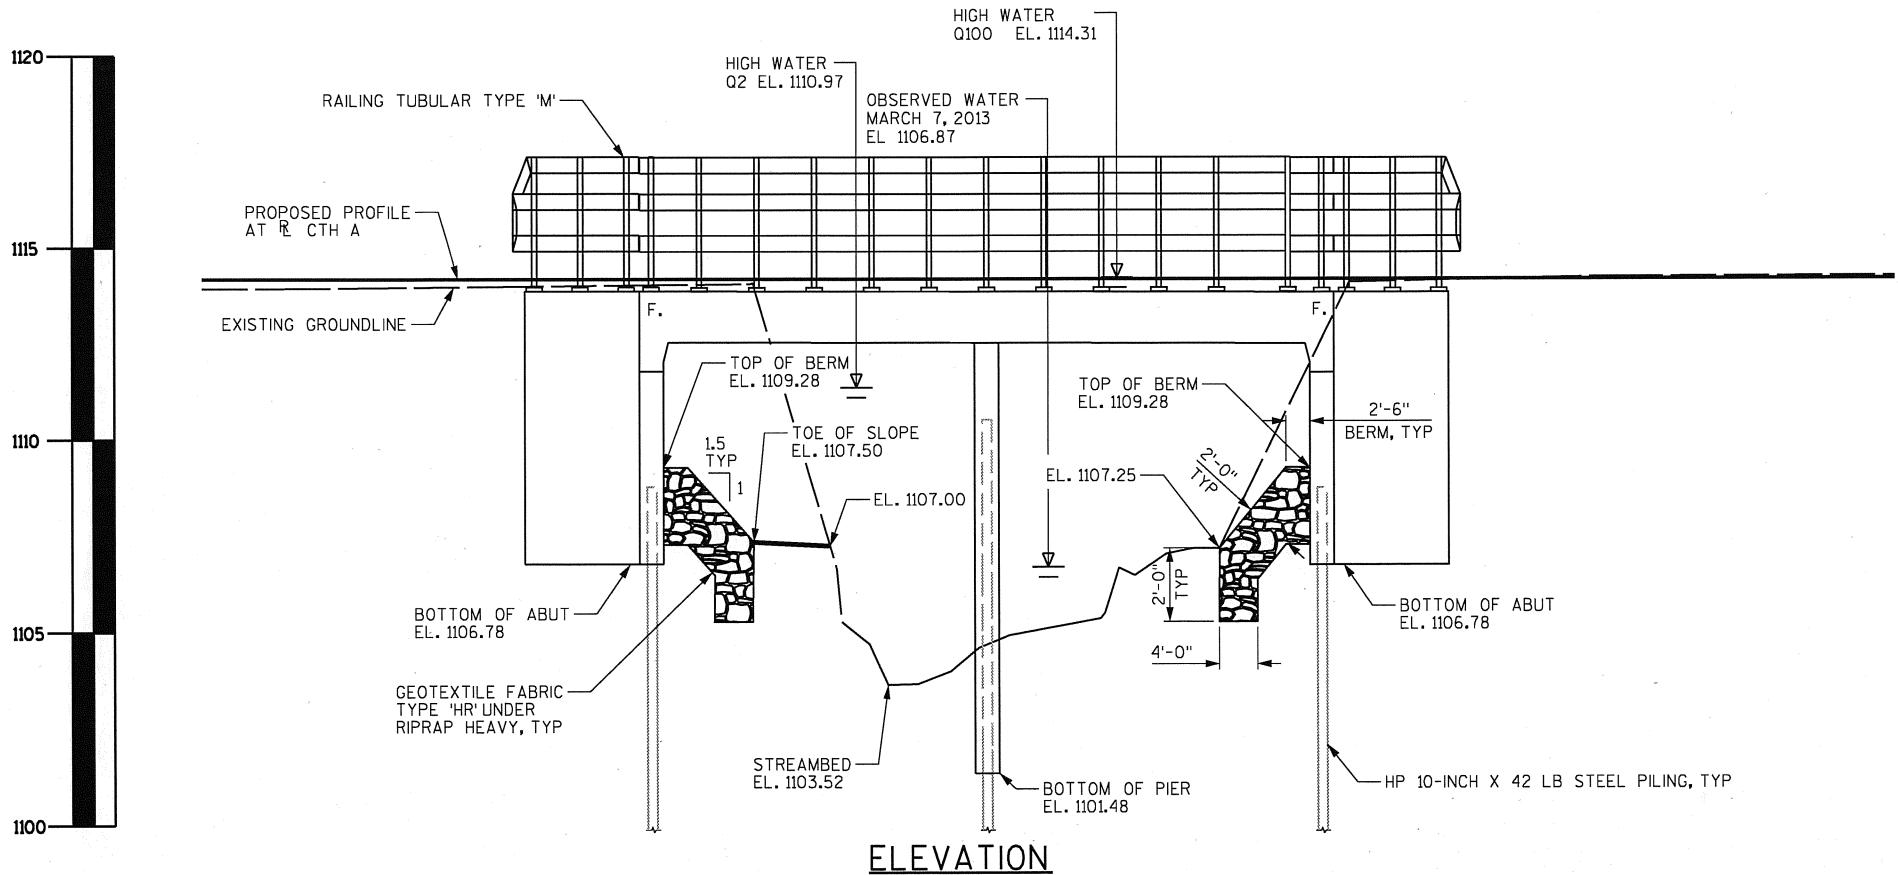 HIGH WATER
Q100 EL. 1114.31
1120
HIGH WATER
Q2 EL. 1110.97
RAILING TUBULAR TYPE 'M'
OBSERVED WATER
MARCH 7, 2013
EL 1106.87
PROPOSED PROFILE
AT RL CTH A
1115
EXISTING GROUNDLINE
F.
F.
TOP OF BERM
EL. 1109.28
TOP OF BERM
EL. 1109.28
2'-6"
BERM, TYP
1110
1.5
TYP
1
TOE OF SLOPE
EL. 1107.50
2'-0"
TYP
EL. 1107.25
EL. 1107.00
2'-0"
TYP
BOTTOM OF ABUT
EL. 1106.78
BOTTOM OF ABUT
EL. 1106.78
1105
4'-0"
GEOTEXTILE FABRIC
TYPE 'HR' UNDER
RIPRAP HEAVY, TYP
STREAMBED
EL. 1103.52
BOTTOM OF PIER
EL. 1101.48
HP 10-INCH X 42 LB STEEL PILING, TYP
1100
ELEVATION